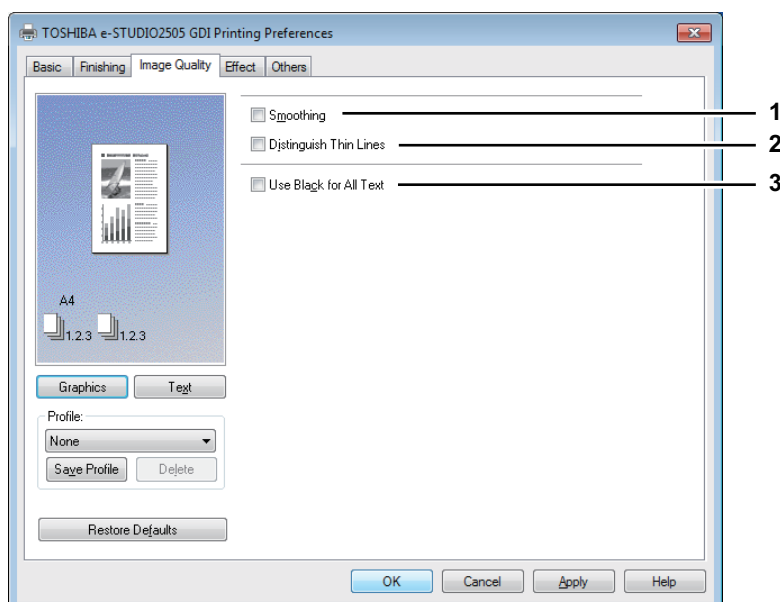 TOSHIBA e-STUDIO2505 GDI Printing Preferences
Basic Finishing Image Quality Effect Others
Smoothing 1
Distinguish Thin Lines 2
Use Black for All Text 3
A4
1.2.3 1.2.3
Graphics Text
Profile:
None
Save Profile Delete
Restore Defaults
OK Cancel Apply Help